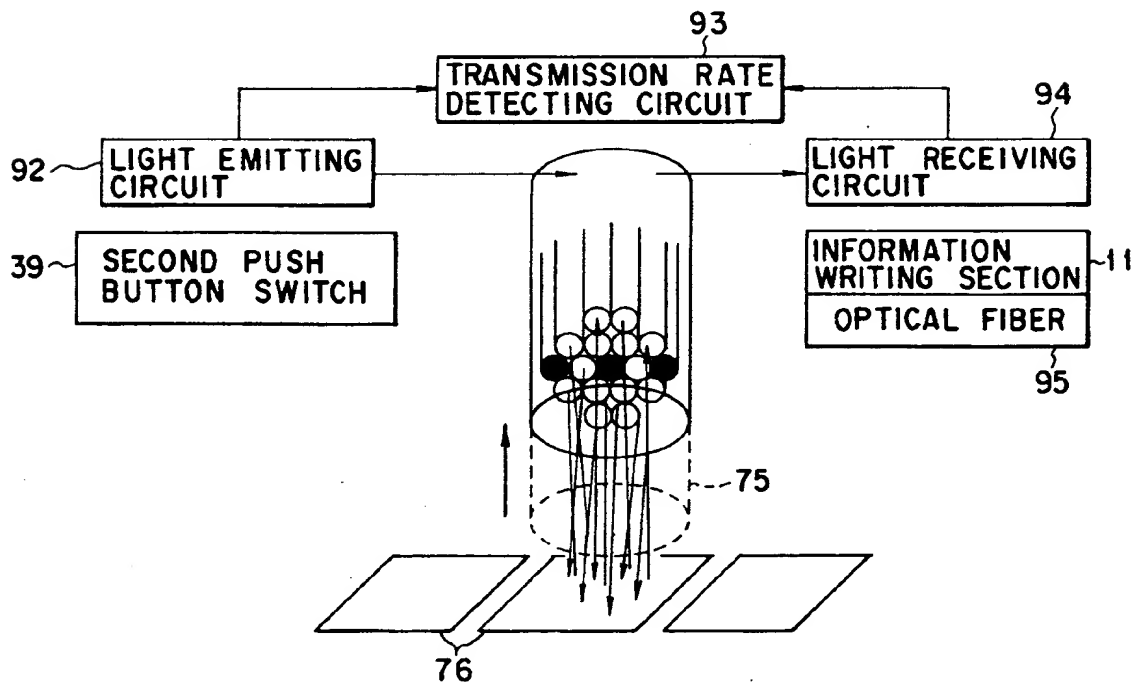 93
TRANSMISSION RATE
DETECTING CIRCUIT
94
92
LIGHT EMITTING
CIRCUIT
LIGHT RECEIVING
CIRCUIT
39
SECOND PUSH
BUTTON SWITCH
INFORMATION
WRITING SECTION
11
OPTICAL FIBER
95
75
76